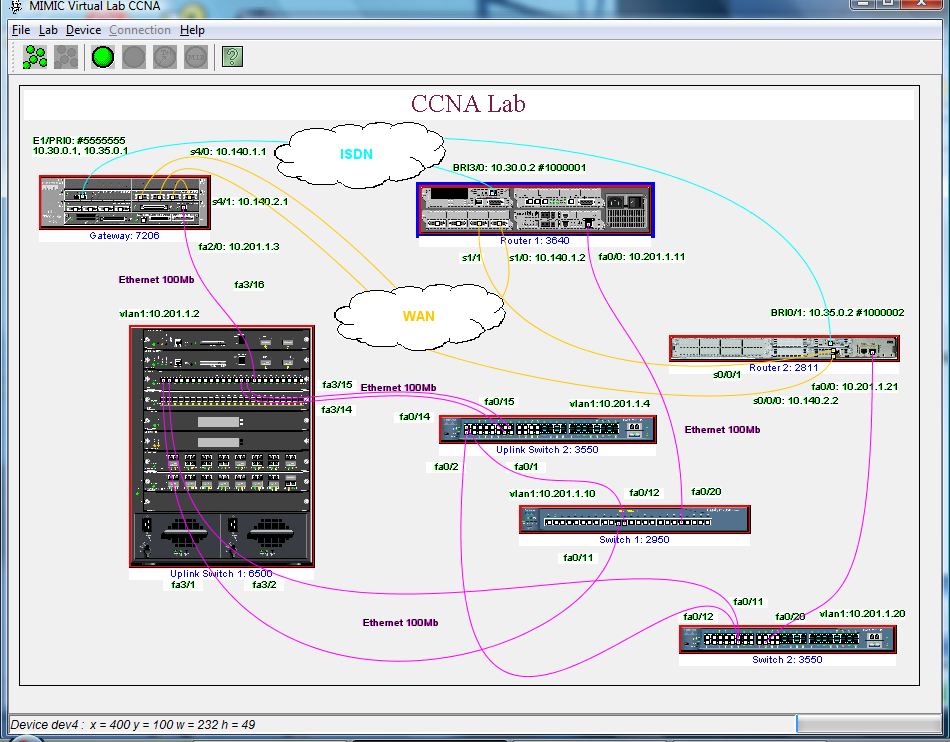 MIMIC Virtual Lab CCNA
File Lab Device Connection Help
CCNA Lab
E1/PRI0: #5555555
10.30.0.1, 10.35.0.1
s4/0: 10.140.1.1
ISDN
BRI3/0: 10.30.0.2 #1000001
s4/1: 10.140.2.1
Gateway: 7206
Router 1: 3640
fa2/0: 10.201.1.3
s1/1
s1/0: 10.140.1.2
fa0/0: 10.201.1.11
Ethernet 100Mb
fa3/16
vlan1:10.201.1.2
WAN
BRI0/1: 10.35.0.2 #1000002
s0/0/1
Router 2: 2811
fa3/15
Ethernet 100Mb
fa0/0: 10.201.1.21
s0/0/0: 10.140.2.2
fa3/14
fa0/14
fa0/15
vlan1:10.201.1.4
Ethernet 100Mb
Uplink Switch 2: 3550
fa0/2
fa0/1
vlan1:10.201.1.10
fa0/12
fa0/20
Switch 1: 2950
fa0/11
Uplink Switch 1: 6500
fa3/1
fa3/2
fa0/11
fa0/12
fa0/20
vlan1:10.201.1.20
Ethernet 100Mb
Switch 2: 3550
Device dev4 : x = 400 y = 100 w = 232 h = 49